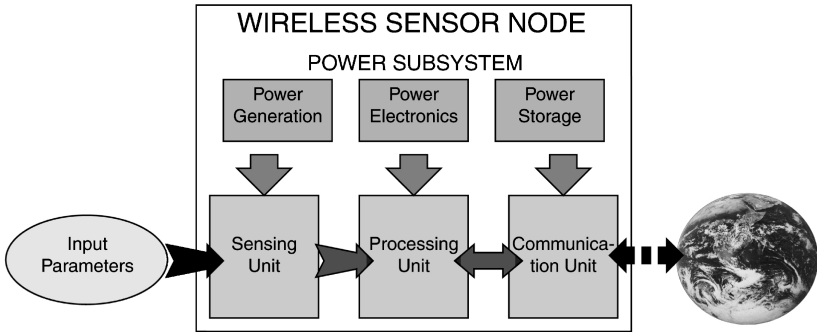 WIRELESS SENSOR NODE
POWER SUBSYSTEM
Power
Generation
Power
Electronics
Power
Storage
Input
Parameters
Sensing
Unit
Processing
Unit
Communica-
tion Unit